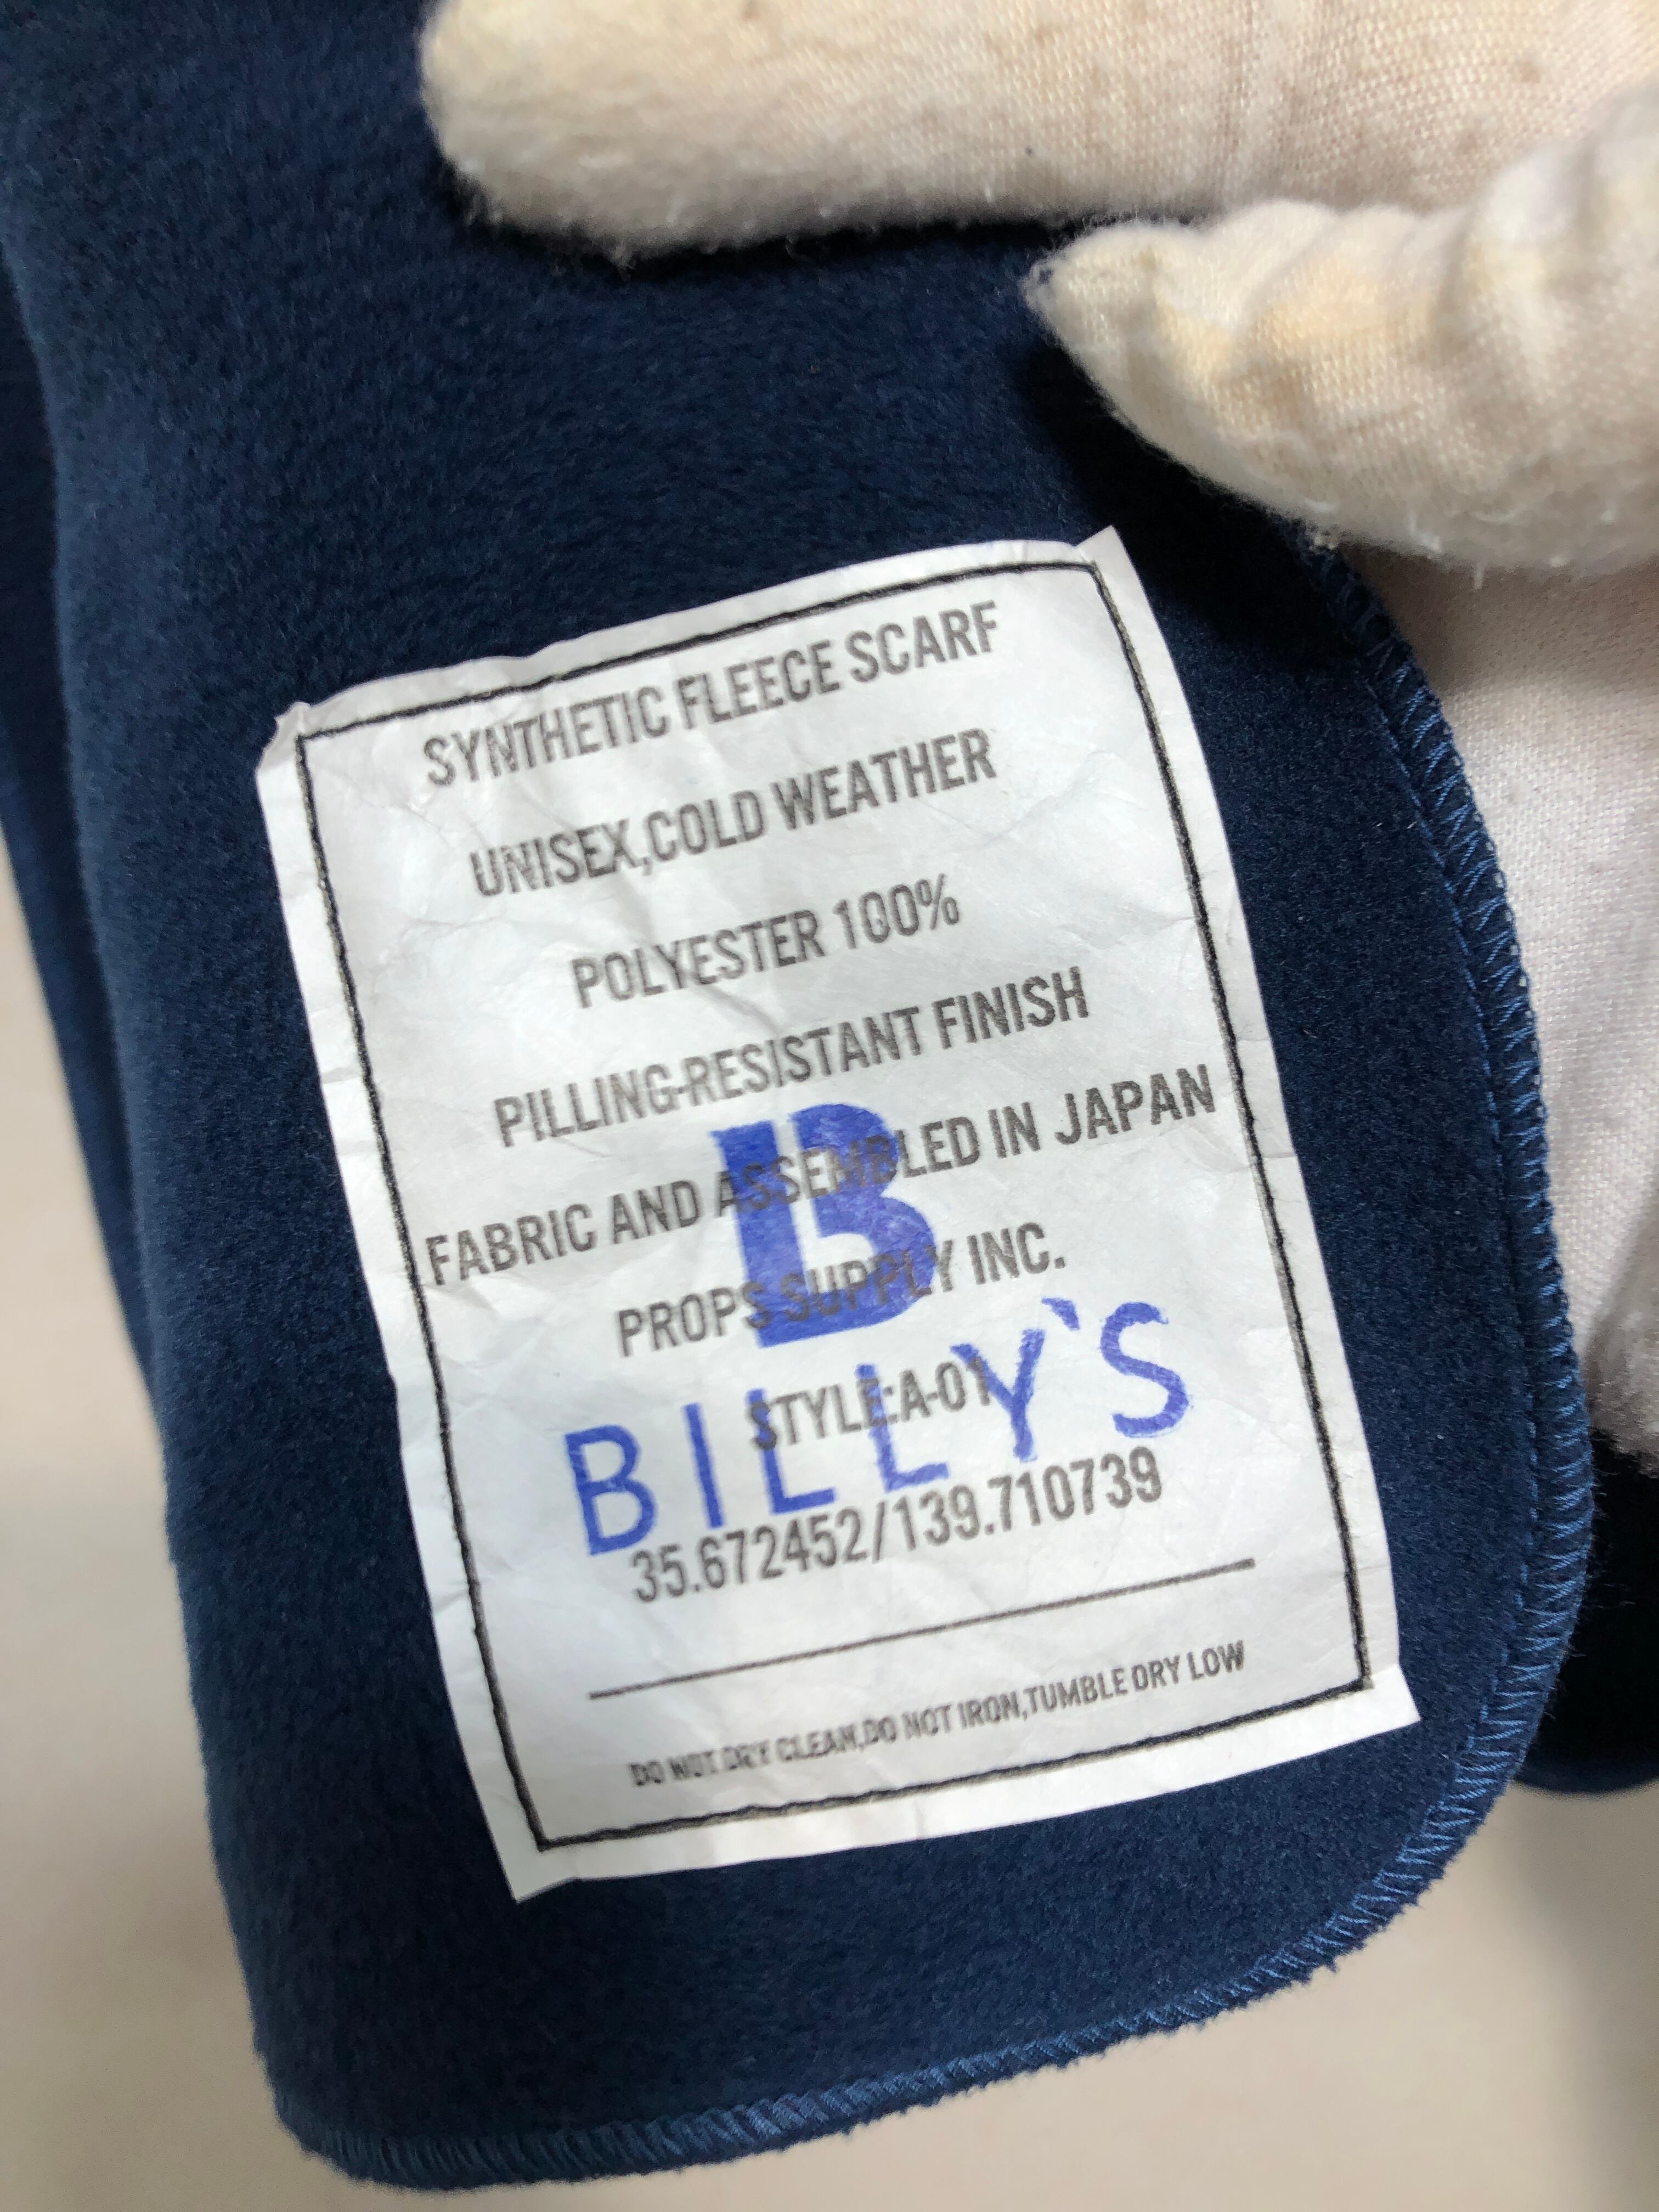 SYNTHETIC FLEECE SCARF
UNISEX,COLD WEATHER
POLYESTER 100%
PILLING-RESISTANT FINISH
FABRIC AND ASSEMBLED IN JAPAN
B
PROPS SUPPLY INC.
STYLE:A-01
BILLY'S
35.672452/139.710739
DO NOT DRY CLEAN,DO NOT IRON,TUMBLE DRY LOW